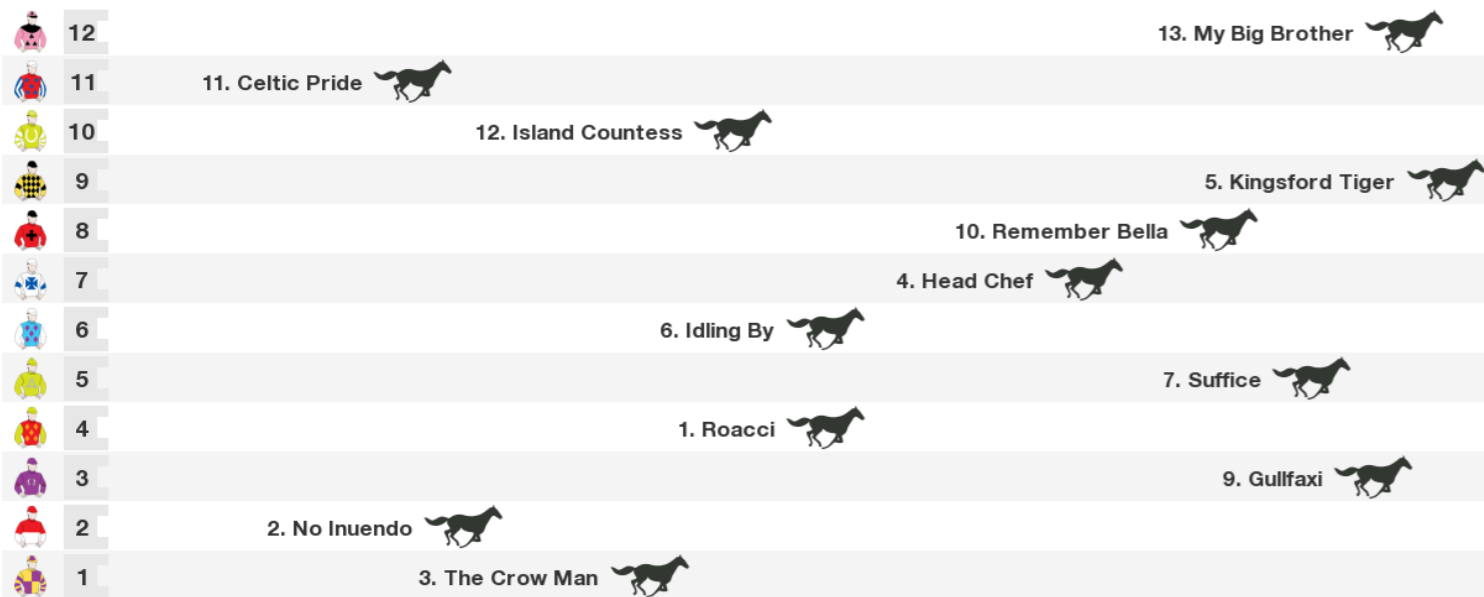 12 13. My Big Brother
11 11. Celtic Pride
10 12. Island Countess
9 5. Kingsford Tiger
8 10. Remember Bella
7 4. Head Chef
6 6. Idling By
5 7. Suffice
4 1. Roacci
3 9. Gullfaxi
2 2. No Inuendo
1 3. The Crow Man